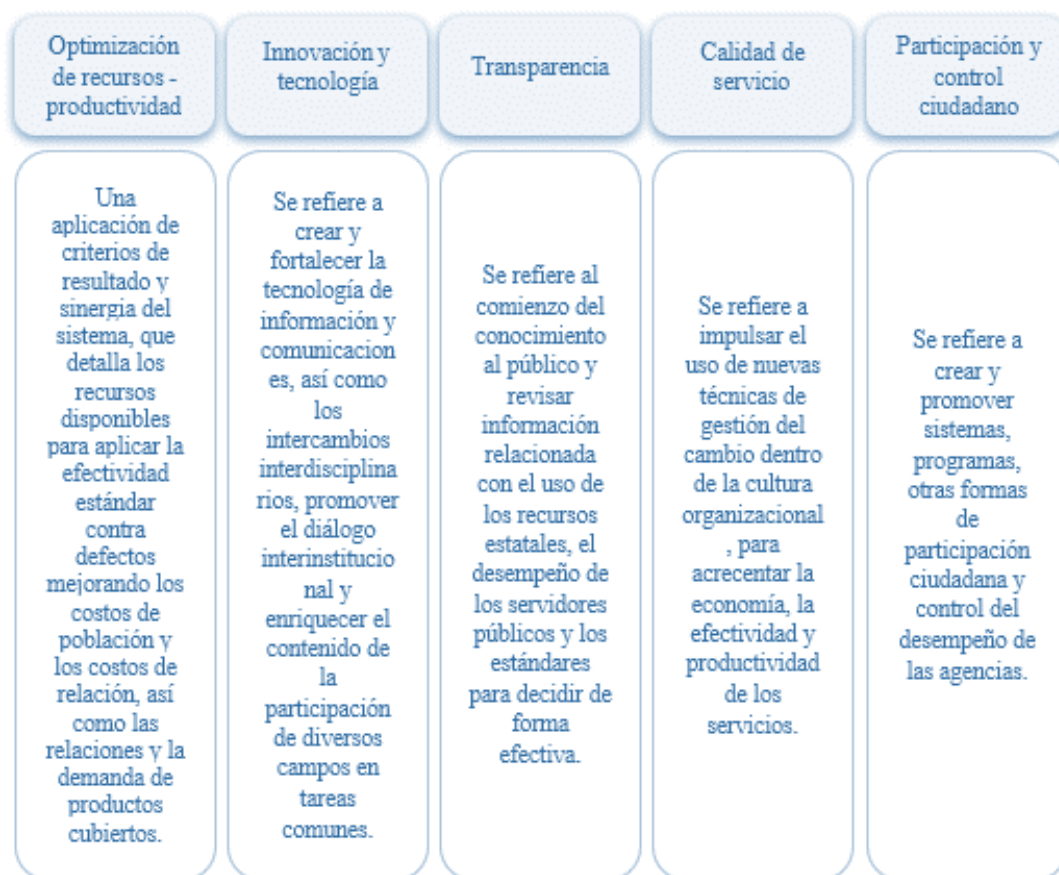 Optimización
de recursos -
productividad
Innovación y
tecnología
Transparencia
Calidad de
servicio
Participación y
control
ciudadano
Una
aplicación de
criterios de
resultado y
sinergia del
sistema, que
detalla los
recursos
disponibles
para aplicar la
efectividad
estándar
contra
defectos
mejorando los
costos de
población y
los costos de
relación, así
como las
relaciones y la
demanda de
productos
cubiertos.
Se refiere a
crear y
fortalecer la
tecnología de
información y
comunicacion
es, así como
los
intercambios
interdisciplina
rios, promover
el diálogo
interinstitucio
nal y
enriquecer el
contenido de
la
participación
de diversos
campos en
tareas
comunes.
Se refiere al
comienzo del
conocimiento
al público y
revisar
información
relacionada
con el uso de
los recursos
estatales, el
desempeño de
los servidores
públicos y los
estándares
para decidir de
forma
efectiva.
Se refiere a
impulsar el
uso de nuevas
técnicas de
gestión del
cambio dentro
de la cultura
organizacional
, para
acrecentar la
economía, la
efectividad y
productividad
de los
servicios.
Se refiere a
crear y
promover
sistemas,
programas,
otras formas
de
participación
ciudadana y
control del
desempeño de
las agencias.